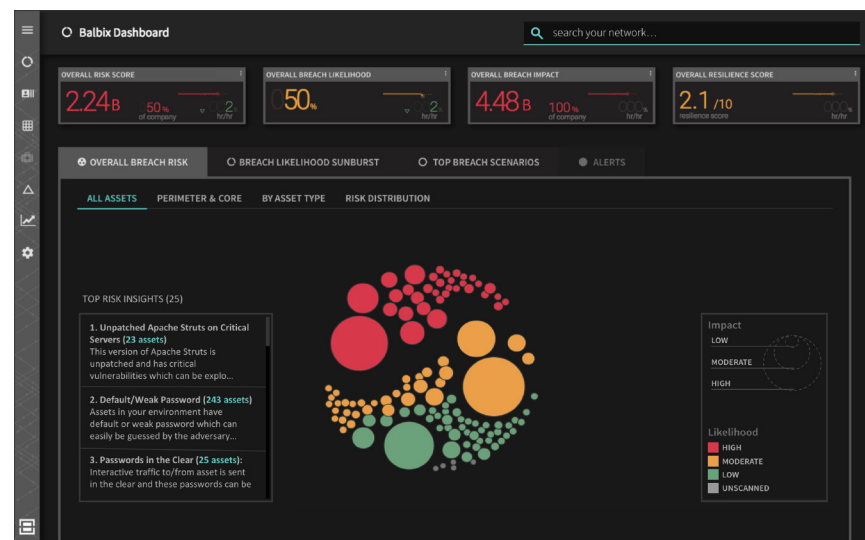 Balbix Dashboard
search your network...
OVERALL RISK SCORE
2.24 B
50%
of company
2%
hr/hr
OVERALL BREACH LIKELIHOOD
50%
2%
hr/hr
OVERALL BREACH IMPACT
4.48 B
100%
of company
hr/hr
OVERALL RESILIENCE SCORE
2.1 /10
resilience score
hr/hr
OVERALL BREACH RISK
BREACH LIKELIHOOD SUNBURST
TOP BREACH SCENARIOS
ALERTS
ALL ASSETS
PERIMETER & CORE
BY ASSET TYPE
RISK DISTRIBUTION
TOP RISK INSIGHTS (25)
1. Unpatched Apache Struts on Critical
Servers (23 assets)
This version of Apache Struts is
unpatched and has critical
vulnerabilities which can be explo...
2. Default/Weak Password (243 assets)
Assets in your environment have
default or weak password which can
easily be guessed by the adversary...
3. Passwords in the Clear (25 assets):
Interactive traffic to/from asset is sent
in the clear and these passwords can be
Impact
LOW
MODERATE
HIGH
Likelihood
HIGH
MODERATE
LOW
UNSCANNED